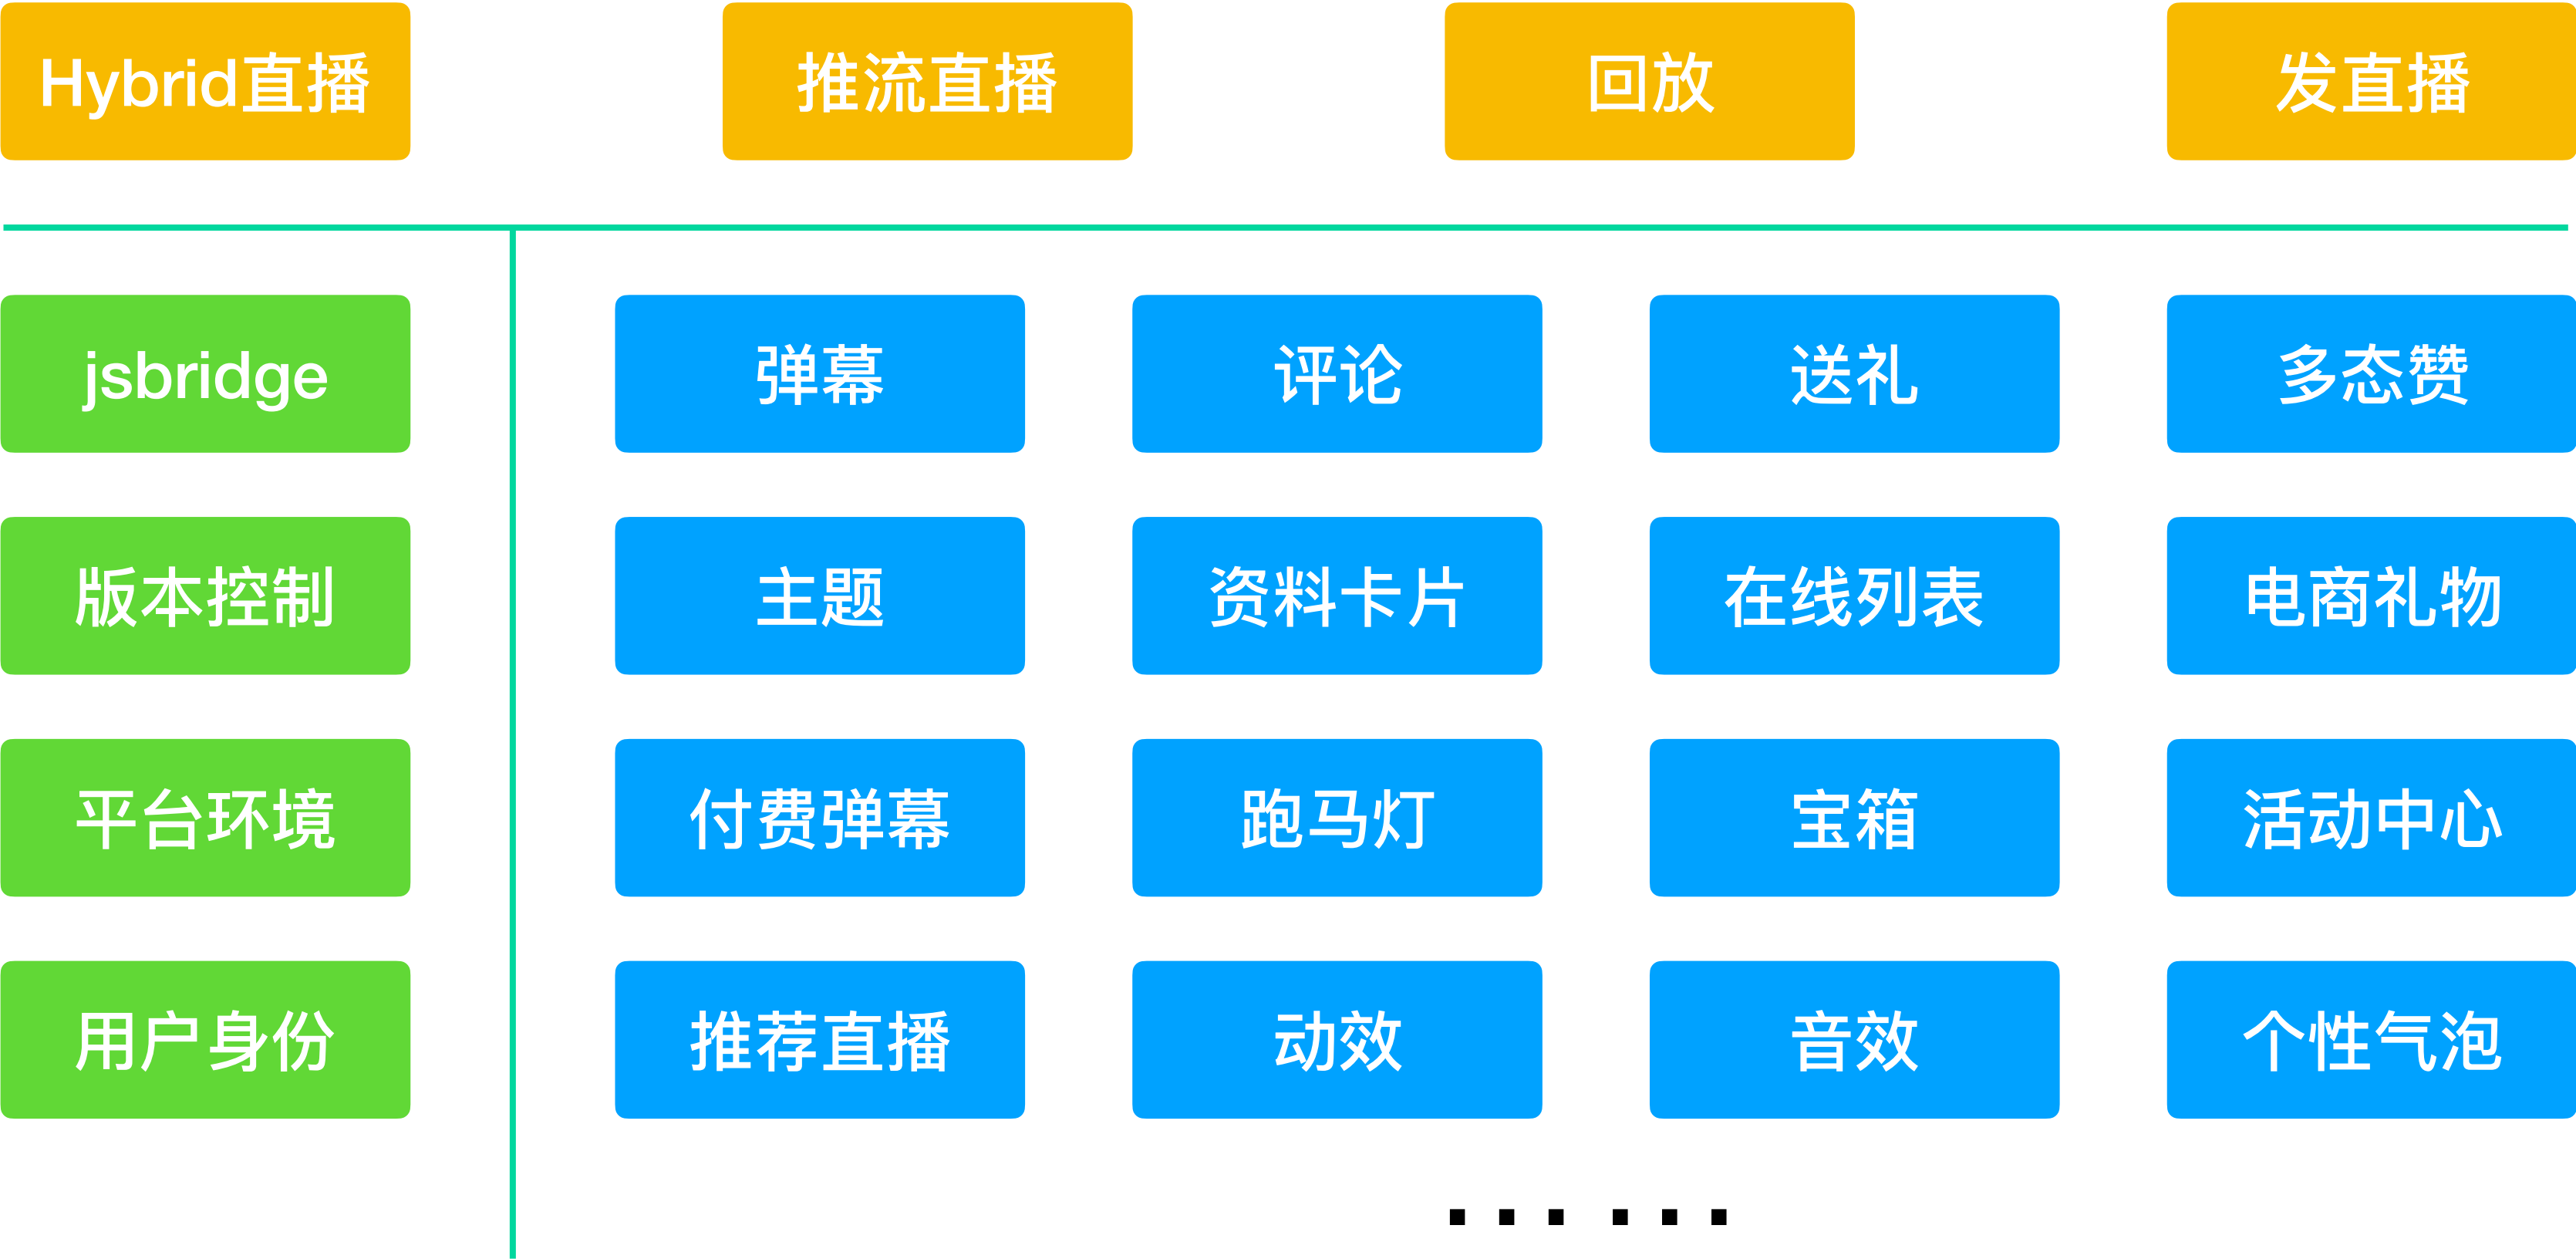 Hybrid直播
推流直播
回放
发直播
jsbridge
弹幕
评论
送礼
多态赞
版本控制
主题
资料卡片
在线列表
电商礼物
平台环境
付费弹幕
跑马灯
宝箱
活动中心
用户身份
推荐直播
动效
音效
个性气泡
... ...